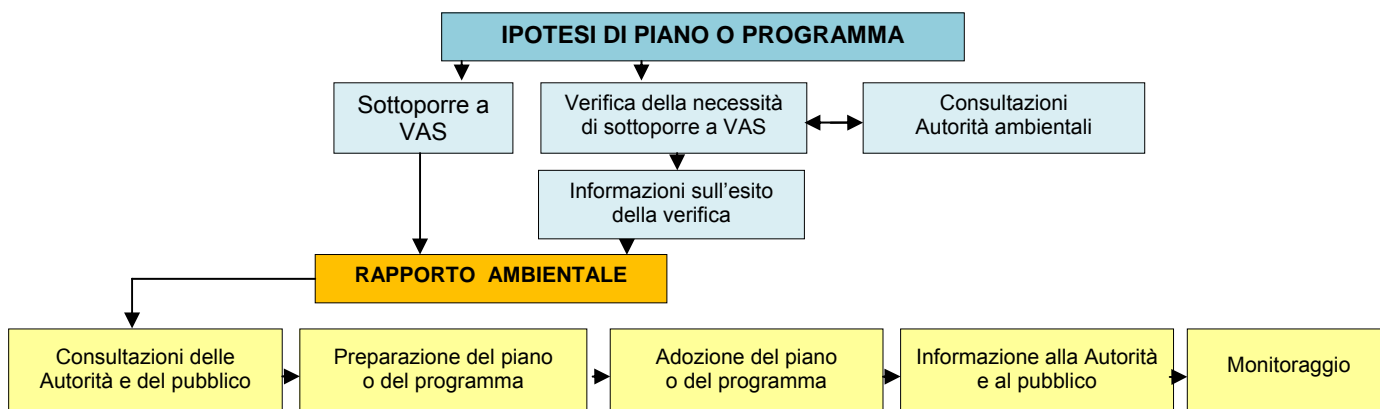 IPOTESI DI PIANO O PROGRAMMA
Sottoporre a
VAS
Verifica della necessità
di sottoporre a VAS
Consultazioni
Autorità ambientali
Informazioni sull'esito
della verifica
RAPPORTO AMBIENTALE
Consultazioni delle
Autorità e del pubblico
Preparazione del piano
o del programma
Adozione del piano
o del programma
Informazione alla Autorità
e al pubblico
Monitoraggio